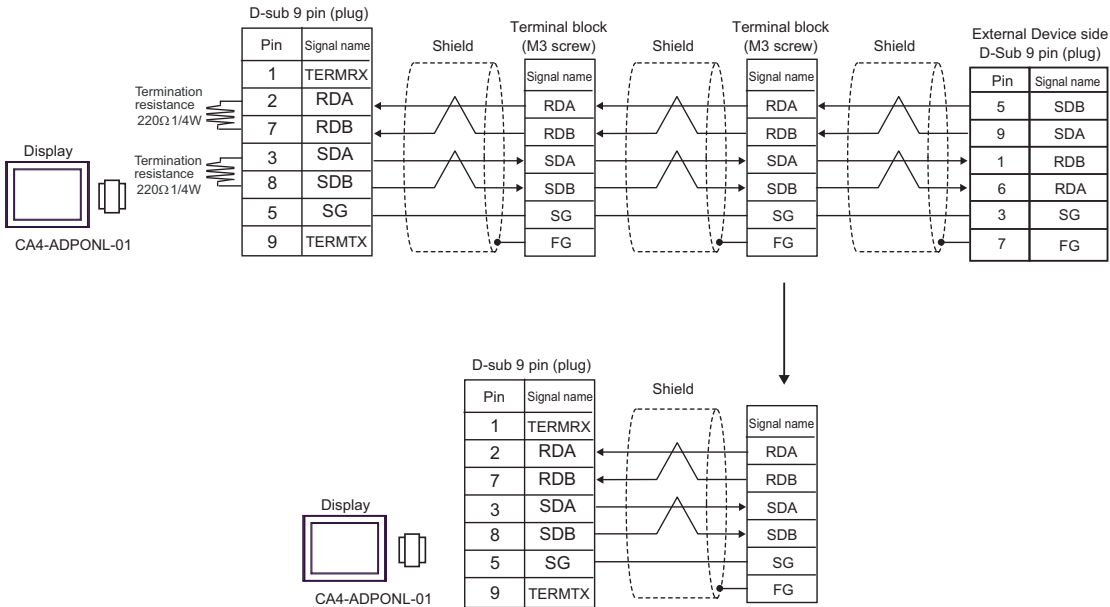 D-sub 9 pin (plug)
Pin Signal name
1 TERMRX
2 RDA
7 RDB
3 SDA
8 SDB
5 SG
9 TERMTX
Termination
resistance
220Ω 1/4W
Termination
resistance
220Ω 1/4W
Display
CA4-ADPONL-01
Shield
Terminal block
(M3 screw)
Signal name
RDA
RDB
SDA
SDB
SG
FG
Shield
Terminal block
(M3 screw)
Signal name
RDA
RDB
SDA
SDB
SG
FG
Shield
External Device side
D-Sub 9 pin (plug)
Pin Signal name
5 SDB
9 SDA
1 RDB
6 RDA
3 SG
7 FG
D-sub 9 pin (plug)
Pin Signal name
1 TERMRX
2 RDA
7 RDB
3 SDA
8 SDB
5 SG
9 TERMTX
Display
CA4-ADPONL-01
Shield
Signal name
RDA
RDB
SDA
SDB
SG
FG